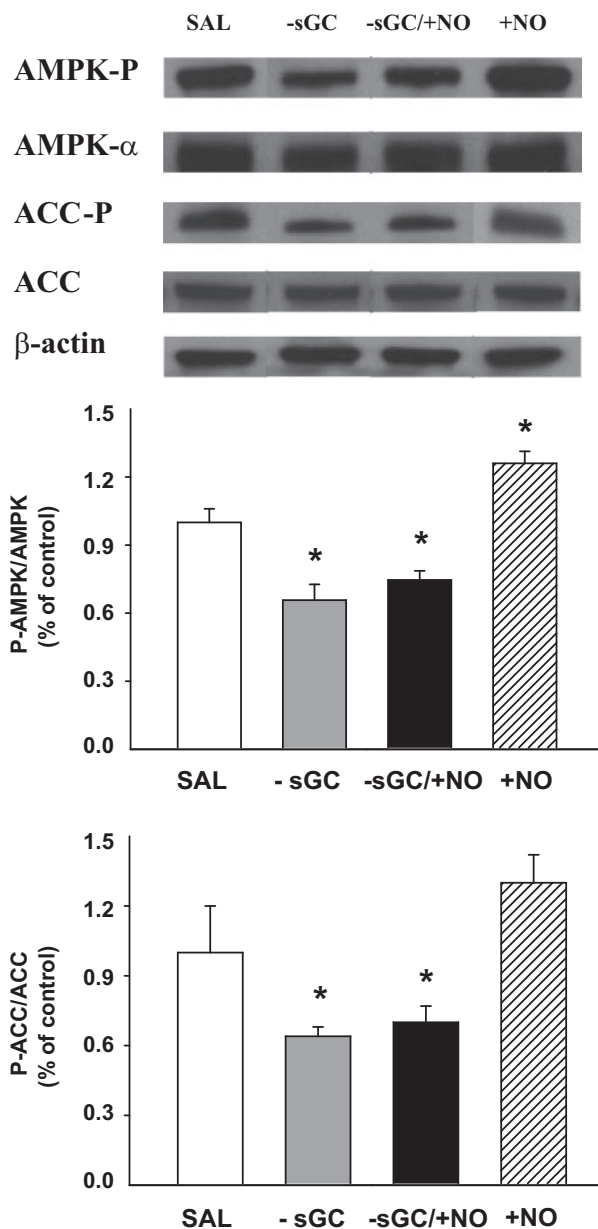 SAL -sGC -sGC/+NO +NO
AMPK-P
AMPK-α
ACC-P
ACC
β-actin
1.5
1.2
0.9
0.6
0.3
0.0
P-AMPK/AMPK
(% of control)
* * *
SAL - sGC -sGC/+NO +NO
1.5
1.2
0.9
0.6
0.3
0.0
P-ACC/ACC
(% of control)
* *
SAL - sGC -sGC/+NO +NO